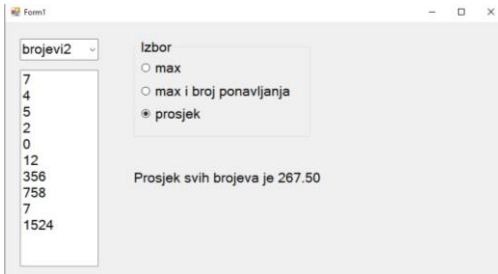 Form1
brojevi2
7
4
5
2
0
12
356
758
7
1524
Izbor
max
max i broj ponavljanja
prosjek
Prosjek svih brojeva je 267.50